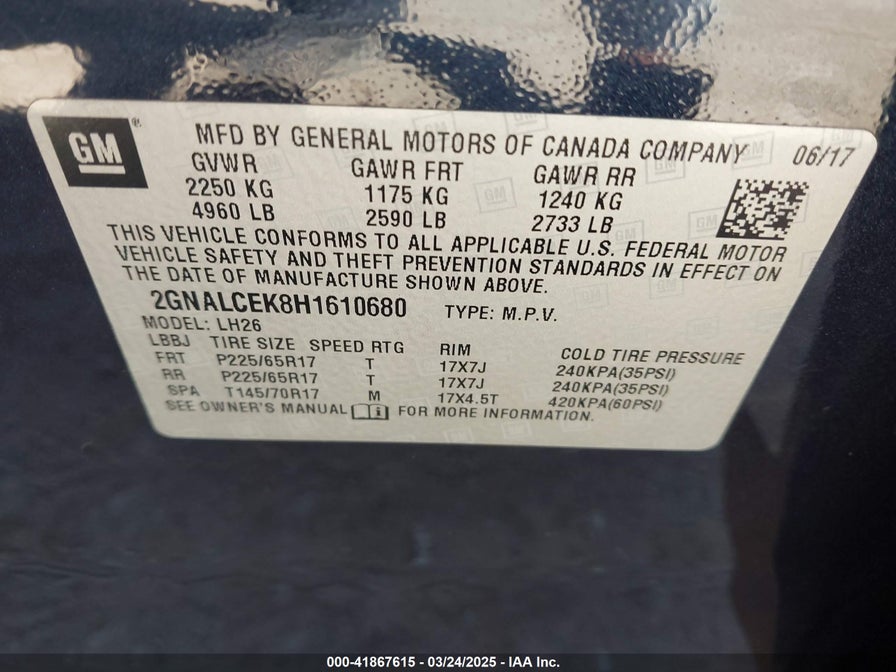 GM®
MFD BY GENERAL MOTORS OF CANADA COMPANY 06/17
GVWR GAWR FRT GAWR RR
2250 KG 1175 KG 1240 KG
4960 LB 2590 LB 2733 LB
THIS VEHICLE CONFORMS TO ALL APPLICABLE U.S. FEDERAL MOTOR
VEHICLE SAFETY AND THEFT PREVENTION STANDARDS IN EFFECT ON
THE DATE OF MANUFACTURE SHOWN ABOVE.
2GNALCEK8H1610680 TYPE: M.P.V.
MODEL: LH26
LBBJ TIRE SIZE SPEED RTG RIM COLD TIRE PRESSURE
FRT P225/65R17 T 17X7J 240KPA(35PSI)
RR P225/65R17 T 17X7J 240KPA(35PSI)
SPA T145/70R17 M 17X4.5T 420KPA(60PSI)
SEE OWNER'S MANUAL FOR MORE INFORMATION.
000-41867615 - 03/24/2025 - IAA Inc.